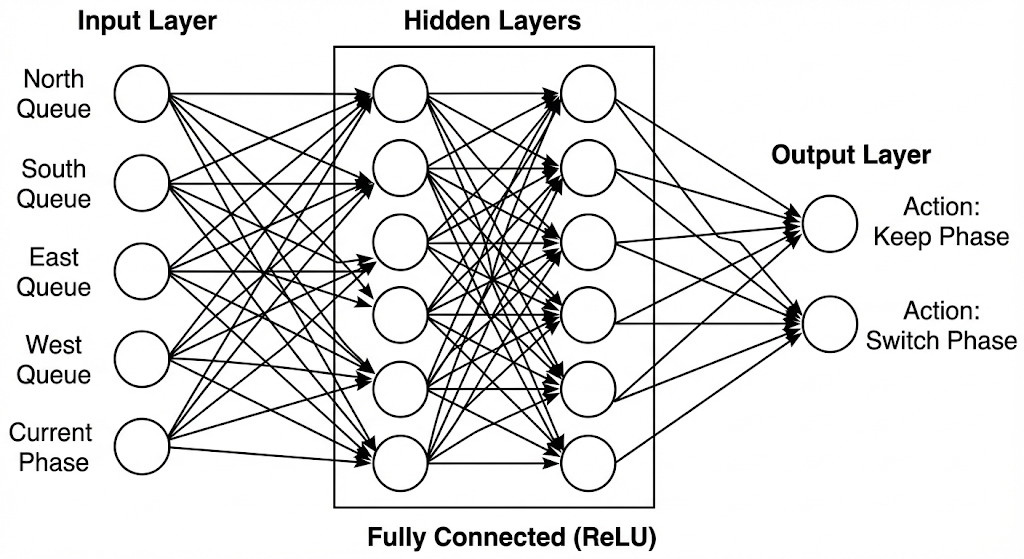 Input Layer
Hidden Layers
North
Queue
South
Queue
East
Queue
West
Queue
Current
Phase
Output Layer
Action:
Keep Phase
Action:
Switch Phase
Fully Connected (ReLU)